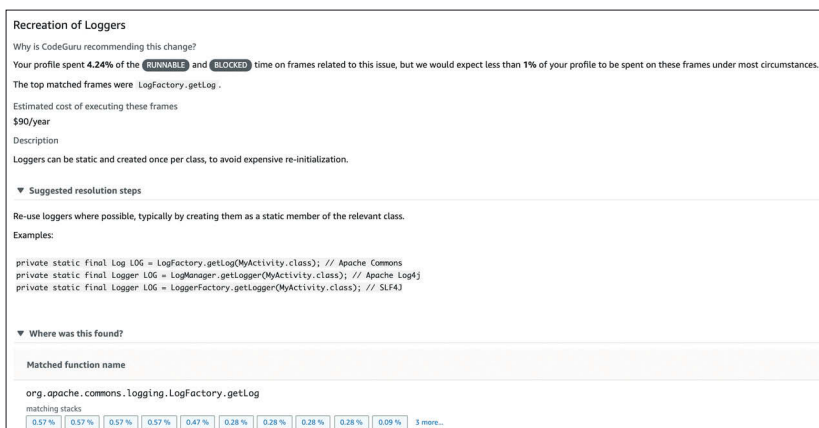 Recreation of Loggers
Why is CodeGuru recommending this change?
Your profile spent 4.24% of the RUNNABLE and BLOCKED time on frames related to this issue, but we would expect less than 1% of your profile to be spent on these frames under most circumstances.
The top matched frames were LogFactory.getLog .
Estimated cost of executing these frames
$90/year
Description
Loggers can be static and created once per class, to avoid expensive re-initialization.
▼ Suggested resolution steps
Re-use loggers where possible, typically by creating them as a static member of the relevant class.
Examples:
private static final Log LOG = LogFactory.getLog(MyActivity.class); // Apache Commons
private static final Logger LOG = LogManager.getLogger(MyActivity.class); // Apache Log4j
private static final Logger LOG = LoggerFactory.getLogger(MyActivity.class); // SLF4J
▼ Where was this found?
Matched function name
org.apache.commons.logging.LogFactory.getLog
matching stacks
0.57 % 0.57 % 0.57 % 0.57 % 0.47 % 0.28 % 0.28 % 0.28 % 0.28 % 0.09 % 3 more...